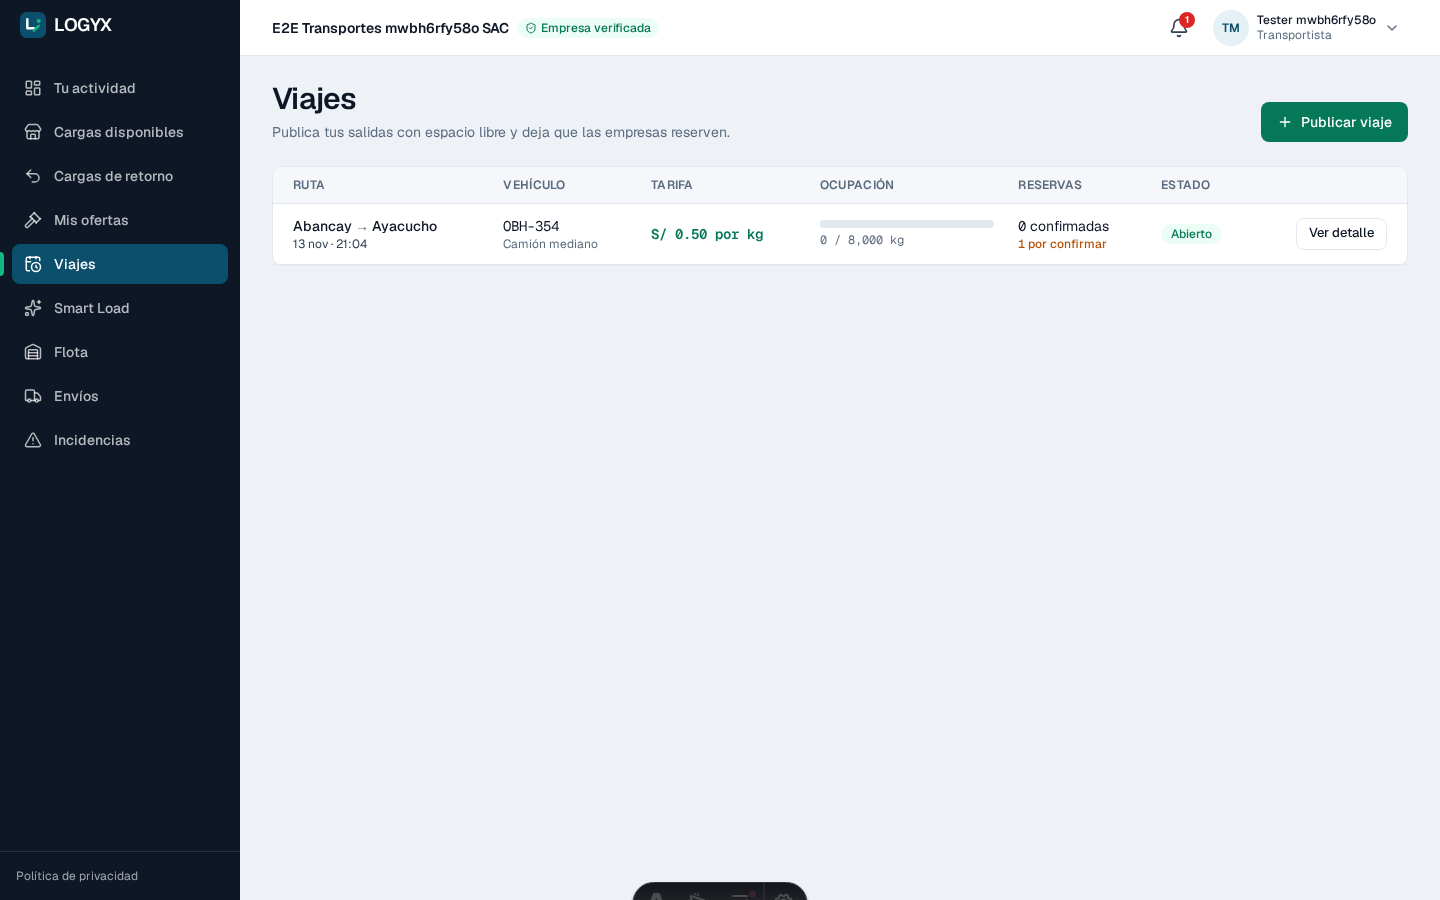 LOGYX
E2E Transportes mwbh6rfy58o SAC
Empresa verificada
1
TM
Tester mwbh6rfy58o
Transportista
Tu actividad
Cargas disponibles
Cargas de retorno
Mis ofertas
Viajes
Smart Load
Flota
Envíos
Incidencias
Política de privacidad
Viajes
Publica tus salidas con espacio libre y deja que las empresas reserven.
+ Publicar viaje
RUTA VEHÍCULO TARIFA OCUPACIÓN RESERVAS ESTADO
Abancay → Ayacucho
13 nov · 21:04
OBH-354
Camión mediano
S/ 0.50 por kg
0 / 8,000 kg
0 confirmadas
1 por confirmar
Abierto
Ver detalle